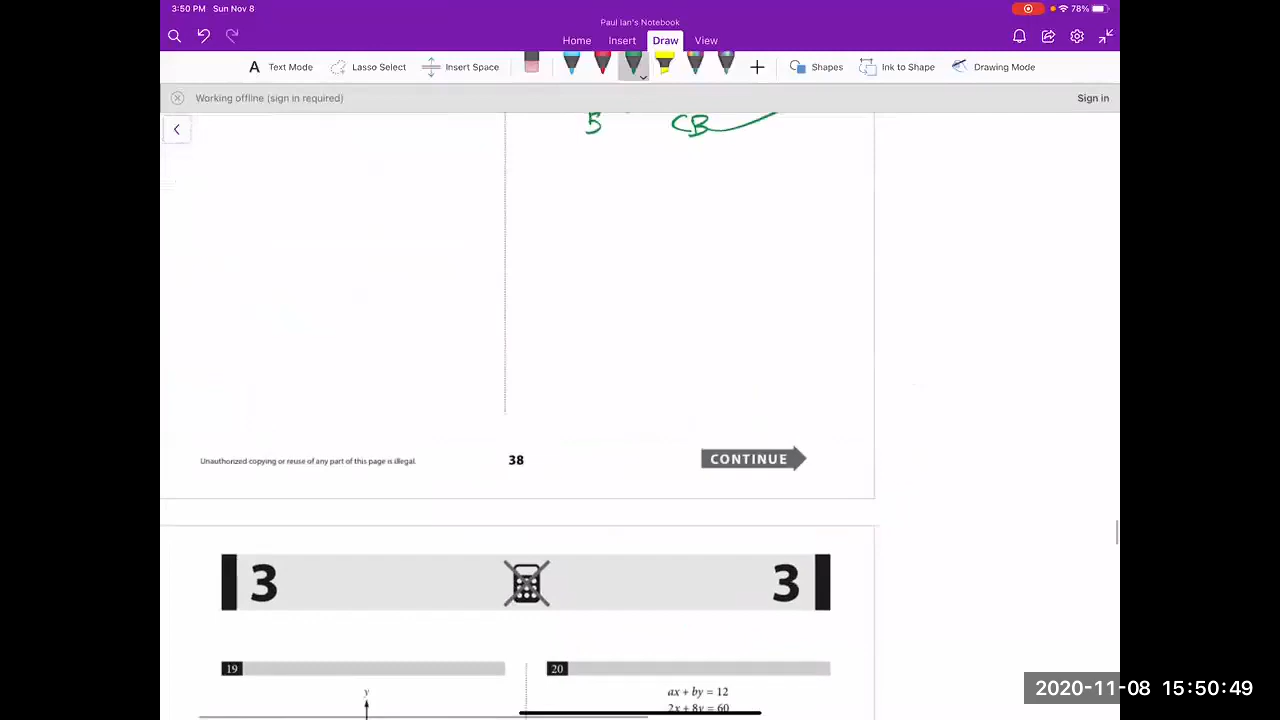 3:50 PM Sun Nov 8
78%
Paul Ian's Notebook
Home Insert Draw View
A Text Mode Lasso Select Insert Space Shapes Ink to Shape Drawing Mode
Working offline (sign in required) Sign in
5 CB
Unauthorized copying or reuse of any part of this page is illegal.
38
CONTINUE
3 3
19
y
20
ax + by = 12
2x + 8y = 60
2020-11-08 15:50:49